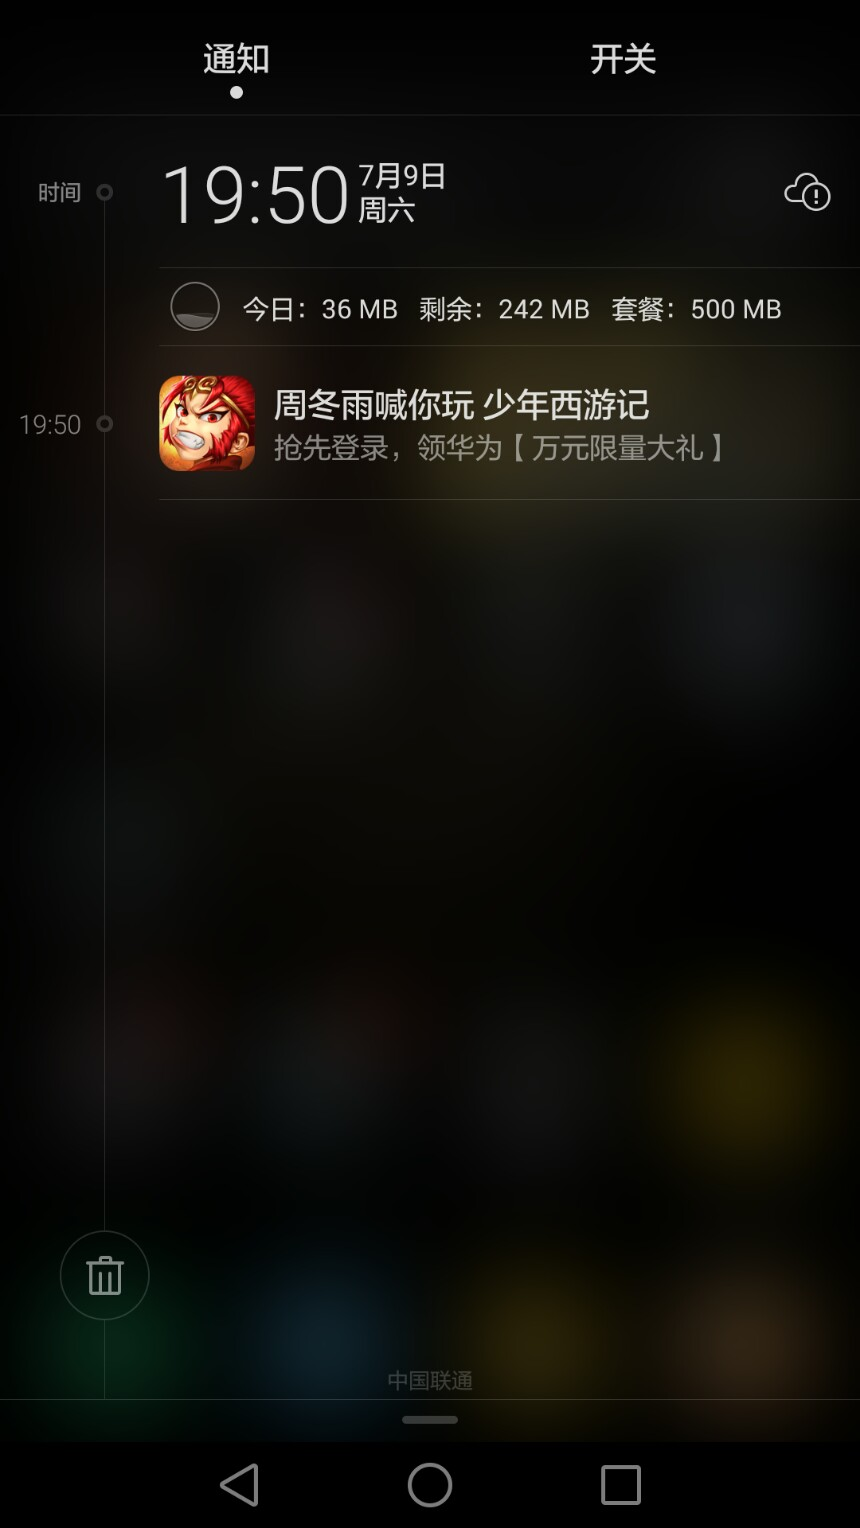 通知
开关
时间
19:50
7月9日
周六
今日：36 MB 剩余：242 MB 套餐：500 MB
19:50
周冬雨喊你玩 少年西游记
抢先登录，领华为【万元限量大礼】
中国联通